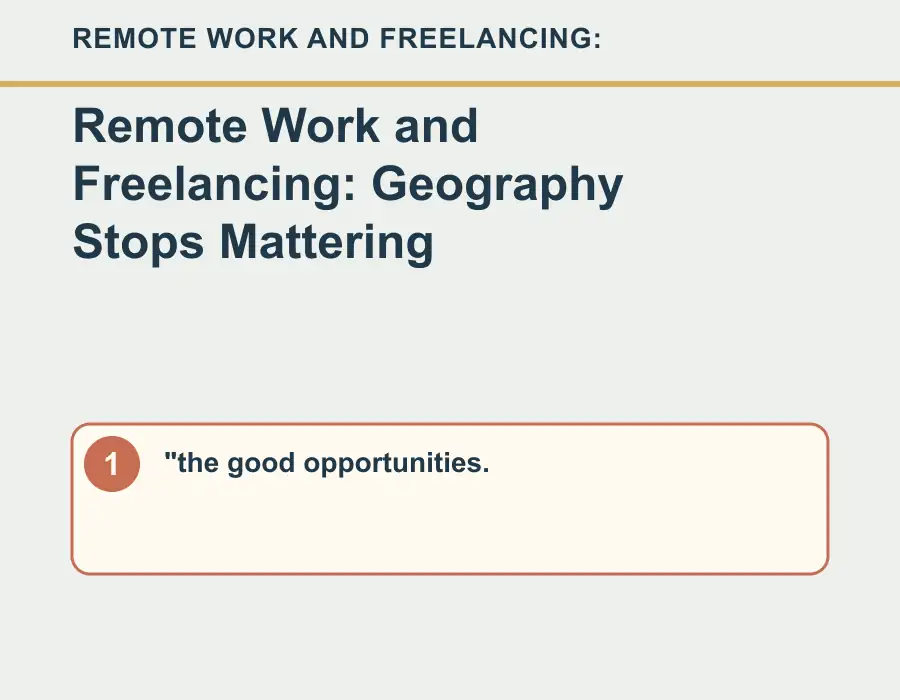 REMOTE WORK AND FREELANCING:
Remote Work and
Freelancing: Geography
Stops Mattering
1
"the good opportunities.